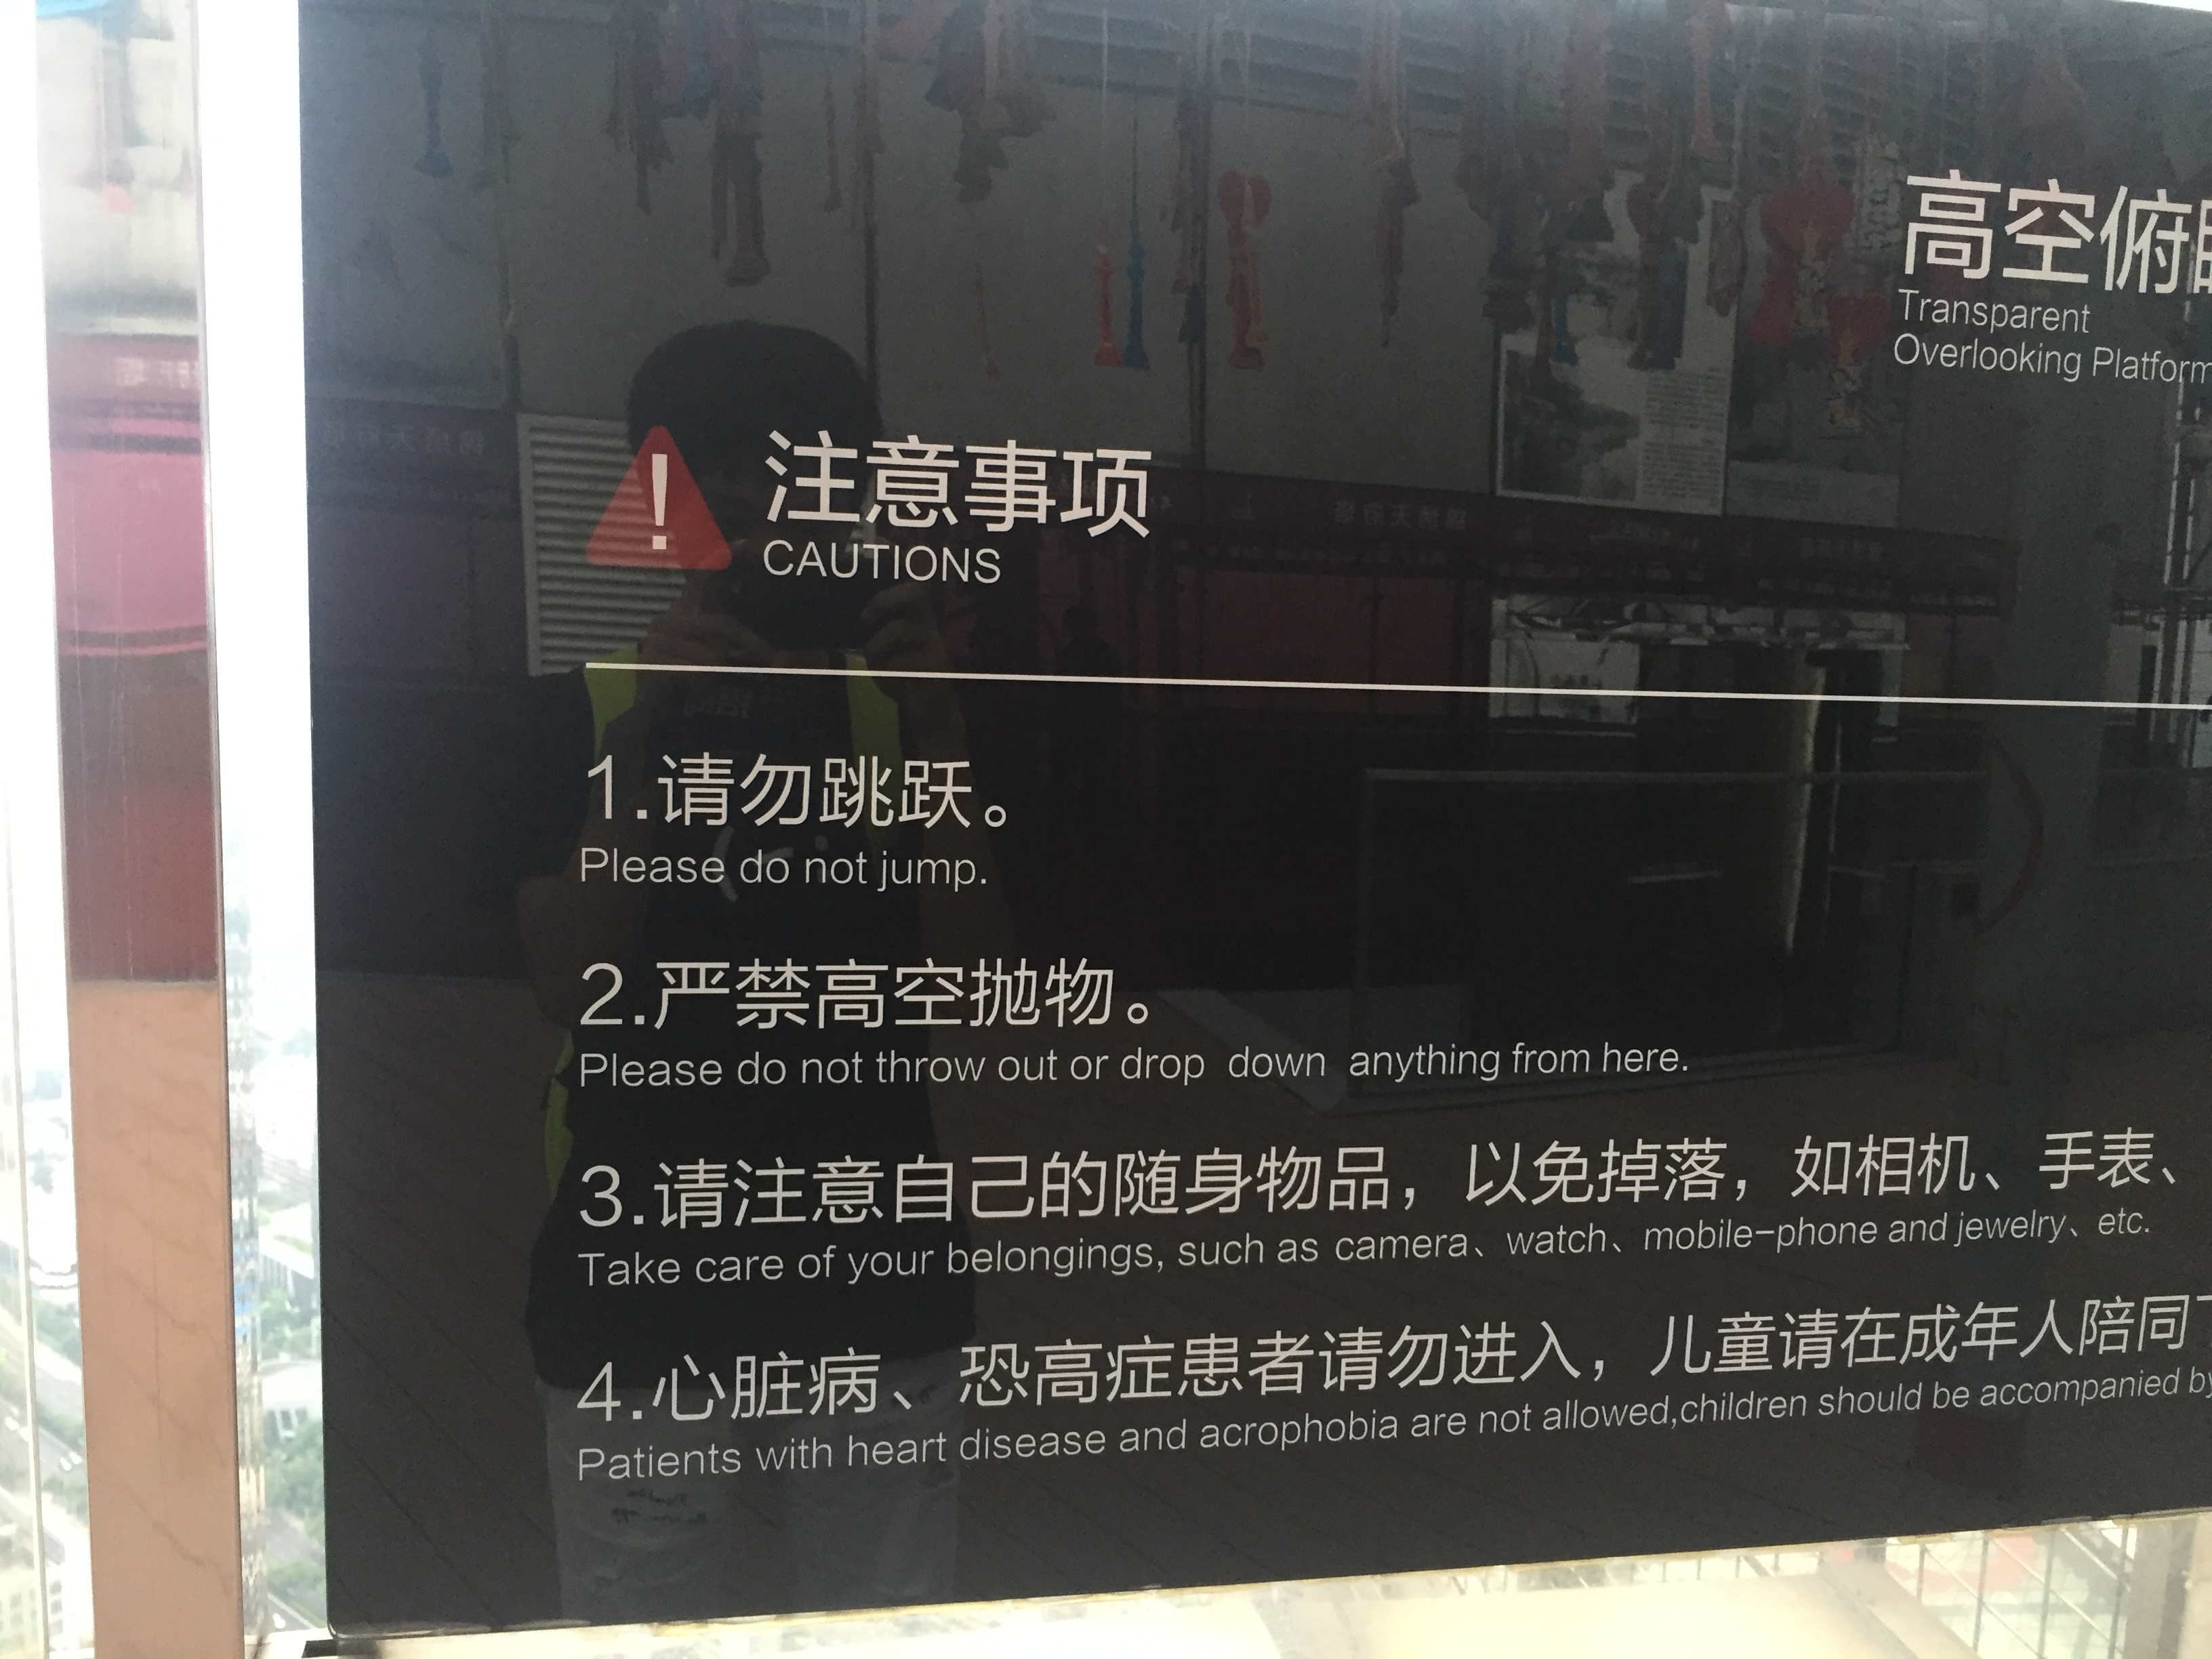 高空俯
Transparent
Overlooking Platform
注意事项
CAUTIONS
1.请勿跳跃。
Please do not jump.
2.严禁高空抛物。
Please do not throw out or drop down anything from here.
3.请注意自己的随身物品，以免掉落，如相机、手表、
Take care of your belongings, such as camera、watch、mobile-phone and jewelry、etc.
4.心脏病、恐高症患者请勿进入，儿童请在成年人陪同
Patients with heart disease and acrophobia are not allowed,children should be accompanied by